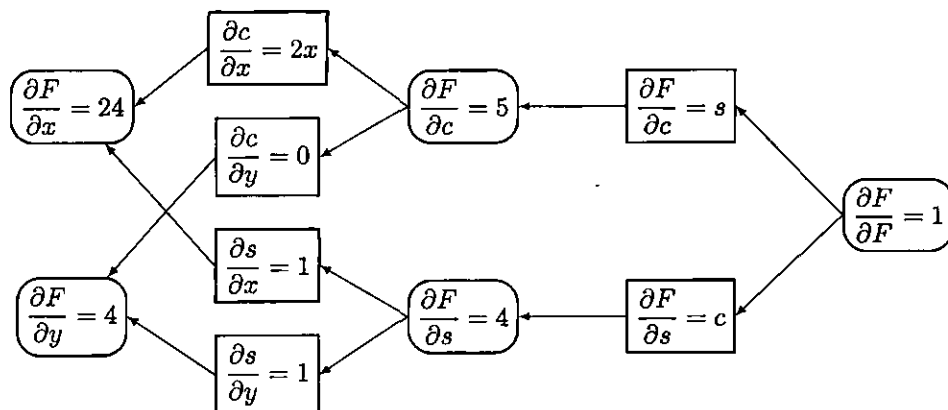 ∂c/∂x = 2x
∂F/∂x = 24
∂F/∂c = 5
∂F/∂c = s
∂c/∂y = 0
∂F/∂F = 1
∂s/∂x = 1
∂F/∂y = 4
∂F/∂s = 4
∂F/∂s = c
∂s/∂y = 1